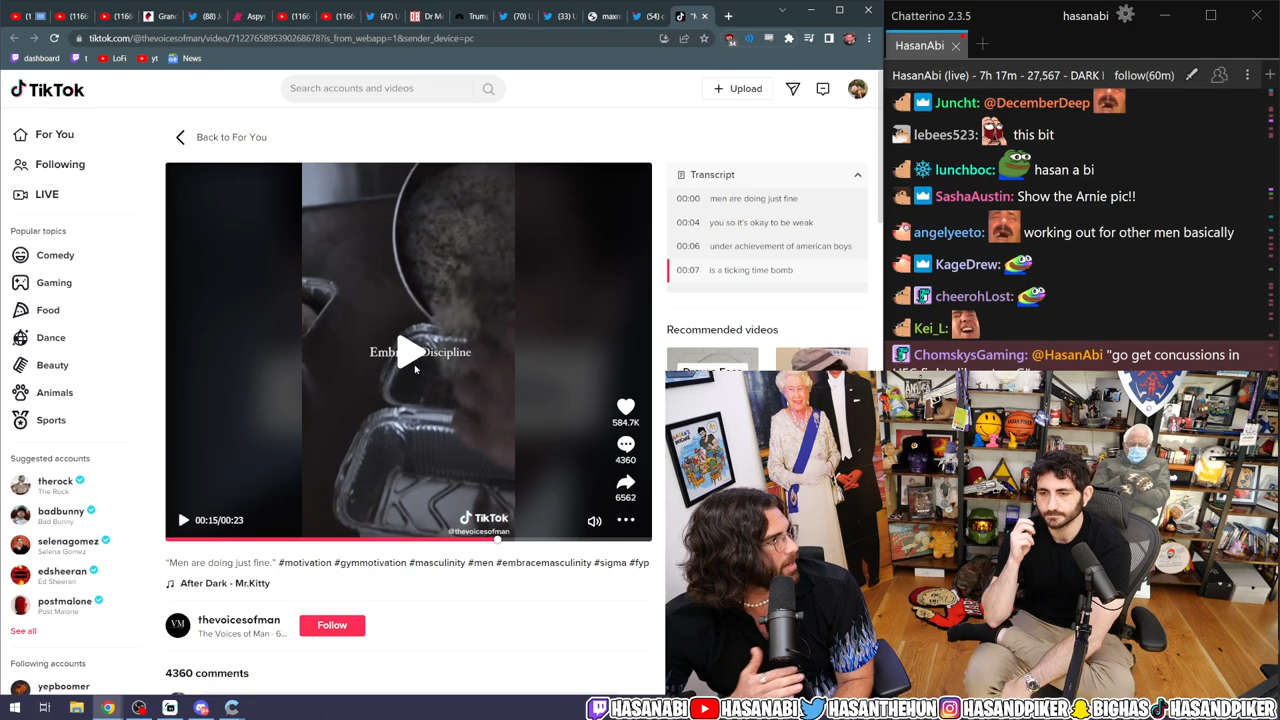 Chatterino 2.3.5
hasanabi
tiktok.com/@thevoicesofman/video/7122765895390268678?is_from_webapp=1&sender_device=pc
dashboard
t
LoFi
yt
News
HasanAbi
HasanAbi (live) - 7h 17m - 27,567 - DARK
follow(60m)
TikTok
Search accounts and videos
Upload
For You
Following
LIVE
Popular topics
Comedy
Gaming
Food
Dance
Beauty
Animals
Sports
Suggested accounts
therock
The Rock
badbunny
Bad Bunny
selenagomez
Selena Gomez
edsheeran
Ed Sheeran
postmalone
Post Malone
See all
Following accounts
yepboomer
Back to For You
Discipline
TikTok
@thevoicesofman
00:15/00:23
584.7K
4360
6562
Transcript
00:00 men are doing just fine
00:04 you so it's okay to be weak
00:06 under achievement of american boys
00:07 is a ticking time bomb
Recommended videos
"Men are doing just fine." #motivation #gymmotivation #masculinity #men #embracemasculinity #sigma #fyp
After Dark - Mr.Kitty
VM
thevoicesofman
The Voices of Man · 6...
Follow
4360 comments
Juncht: @DecemberDeep
lebees523: this bit
lunchboc: hasan a bi
SashaAustin: Show the Arnie pic!!
angelyeeto: working out for other men basically
KageDrew:
cheerohLost:
Kei_L:
ChomskysGaming: @HasanAbi "go get concussions in
HASANABI HASANABI HASANTHEHUN HASANDPIKER BIGHAS HASANDPIKER